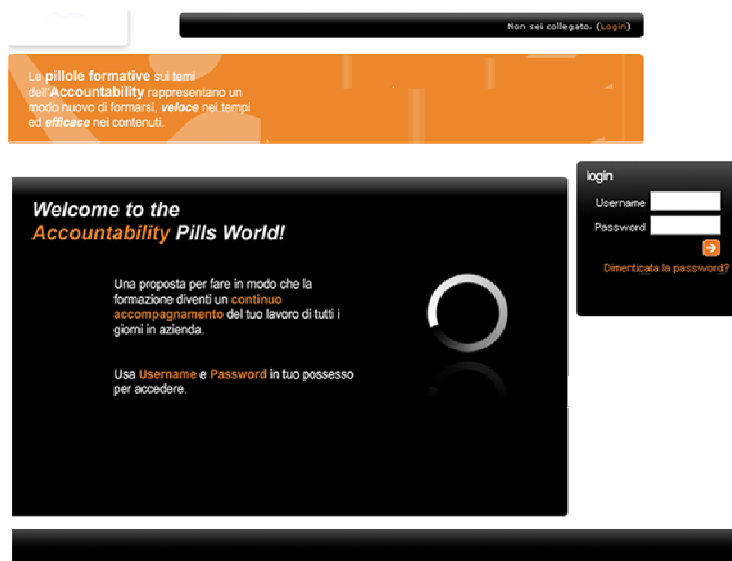 Non sei collegato. (Login)
Le pillole formative sui temi
dell'Accountability rappresentano un
modo nuovo di formarsi, veloce nei tempi
ed efficace nei contenuti.
login
Username
Password
Dimenticata la password?
Welcome to the
Accountability Pills World!
Una proposta per fare in modo che la
formazione diventi un continuo
accompagnamento del tuo lavoro di tutti i
giorni in azienda.
Usa Username e Password in tuo possesso
per accedere.